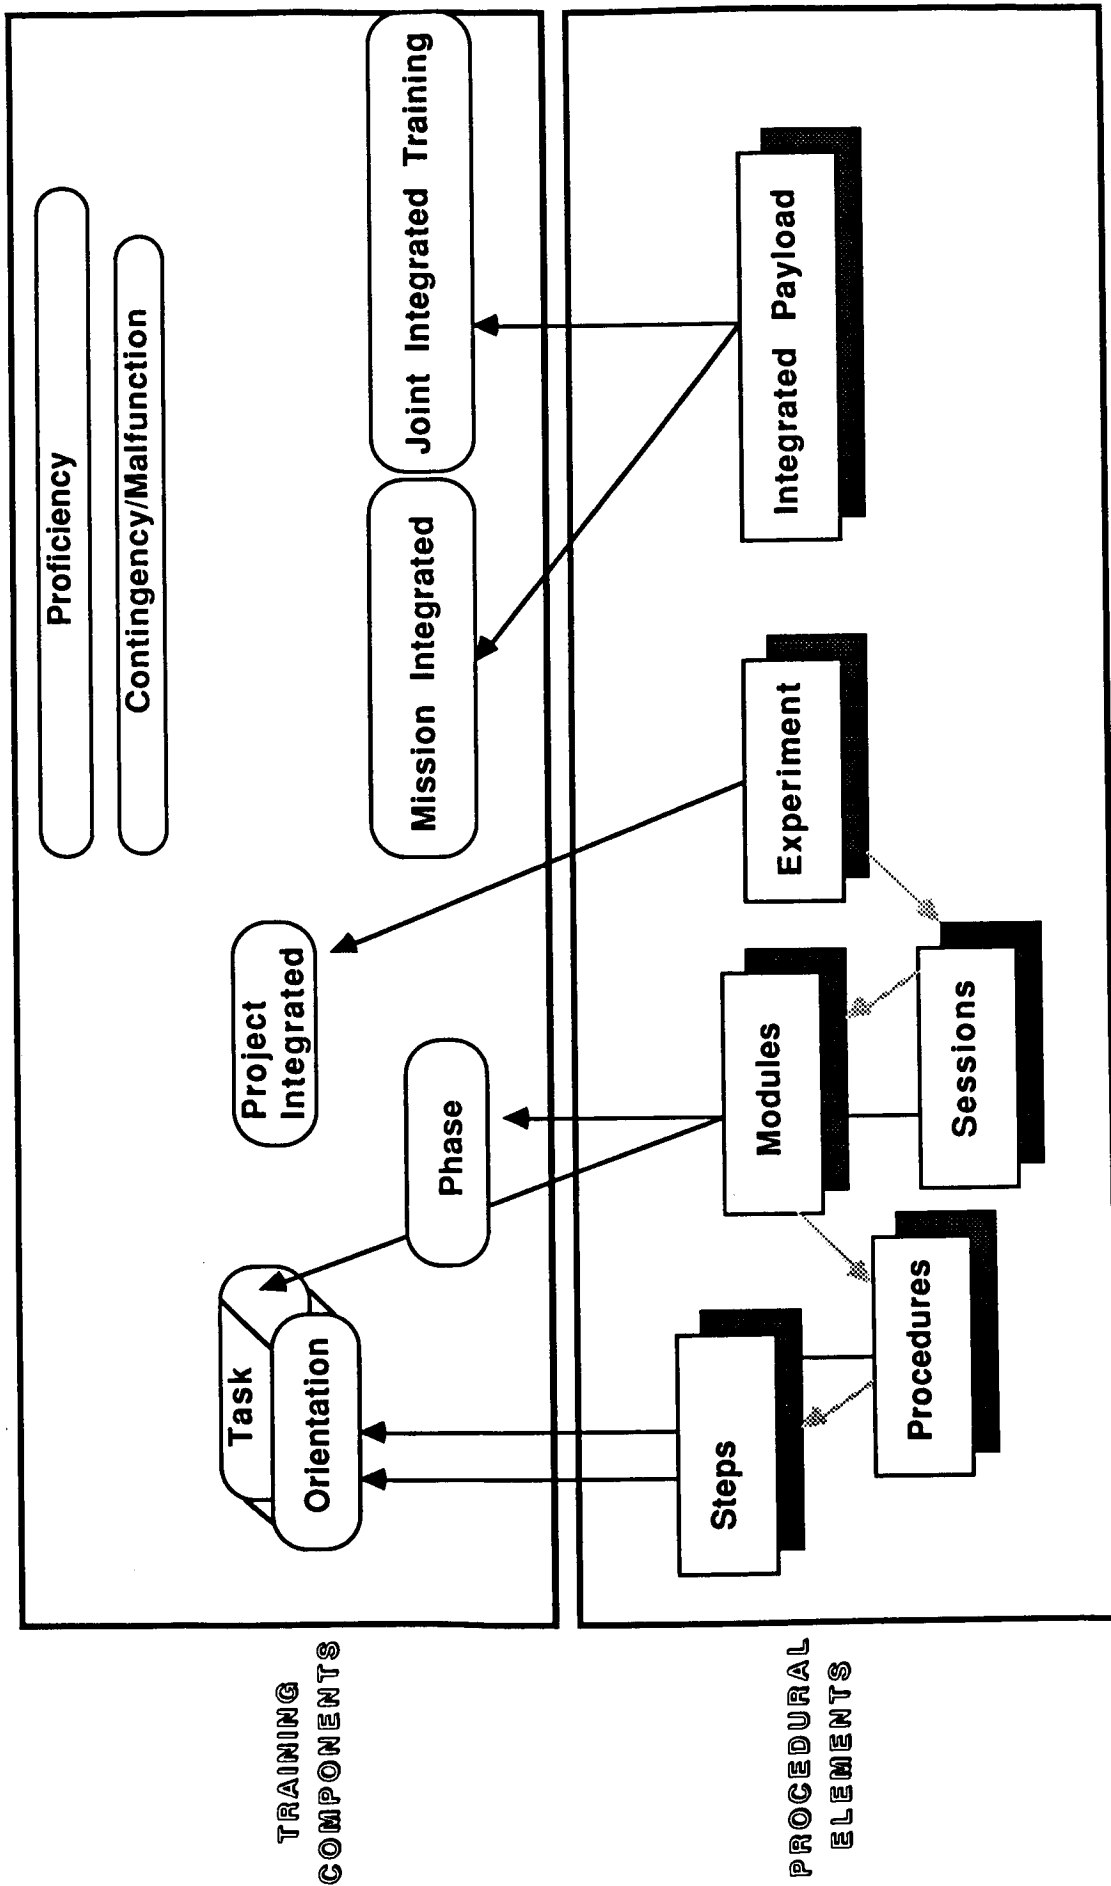 TRAINING
COMPONENTS
Proficiency
Contingency/Malfunction
Task
Orientation
Project
Integrated
Phase
Mission Integrated
Joint Integrated Training
PROCEDURAL
ELEMENTS
Steps
Modules
Experiment
Integrated Payload
Procedures
Sessions